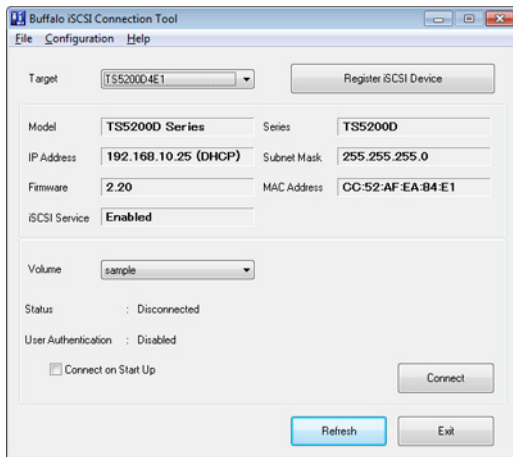 Buffalo iSCSI Connection Tool
File Configuration Help
Target TS5200D4E1 Register iSCSI Device
Model TS5200D Series Series TS5200D
IP Address 192.168.10.25 (DHCP) Subnet Mask 255.255.255.0
Firmware 2.20 MAC Address CC:52:AF:EA:84:E1
iSCSI Service Enabled
Volume sample
Status : Disconnected
User Authentication : Disabled
Connect on Start Up
Connect
Refresh Exit